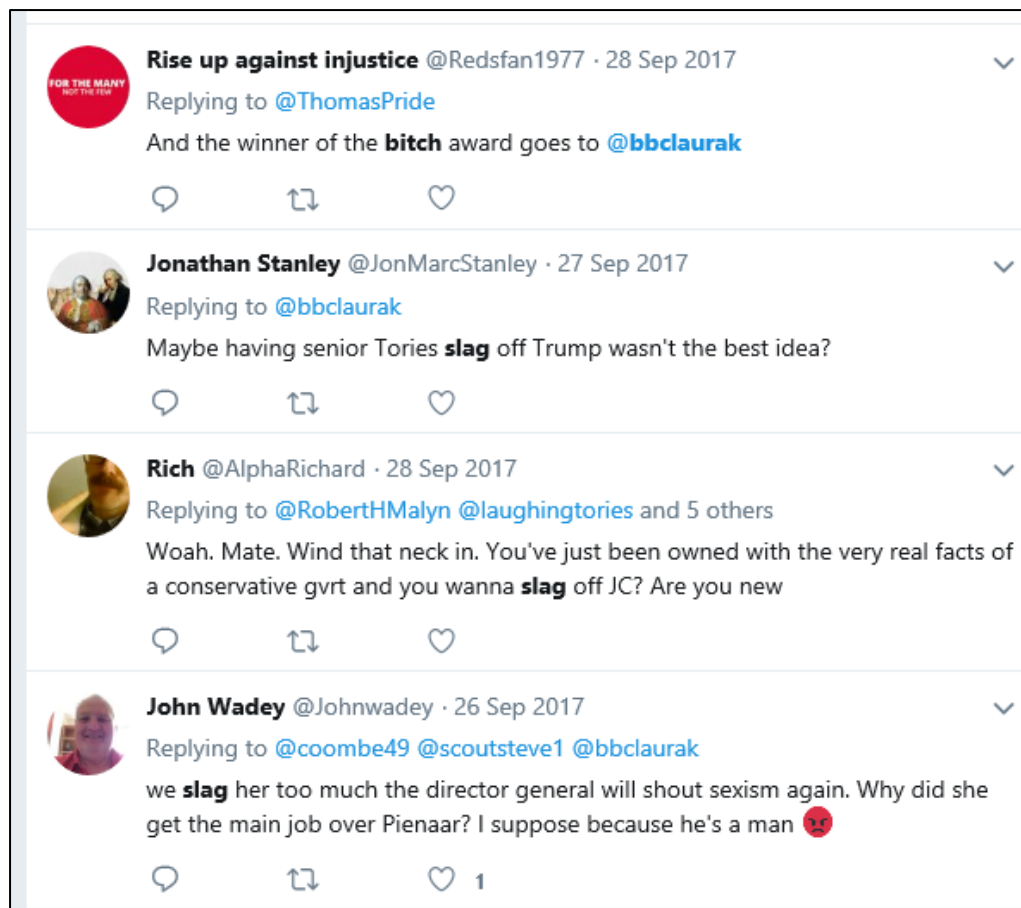 FOR THE MANY
NOT THE FEW
Rise up against injustice @Redsfan1977 · 28 Sep 2017
Replying to @ThomasPride
And the winner of the bitch award goes to @bbclaurak
Jonathan Stanley @JonMarcStanley · 27 Sep 2017
Replying to @bbclaurak
Maybe having senior Tories slag off Trump wasn't the best idea?
Rich @AlphaRichard · 28 Sep 2017
Replying to @RobertHMalyn @laughingtories and 5 others
Woah. Mate. Wind that neck in. You've just been owned with the very real facts of
a conservative gvrt and you wanna slag off JC? Are you new
John Wadey @Johnwadey · 26 Sep 2017
Replying to @coombe49 @scoutsteve1 @bbclaurak
we slag her too much the director general will shout sexism again. Why did she
get the main job over Pienaar? I suppose because he's a man 😡
1